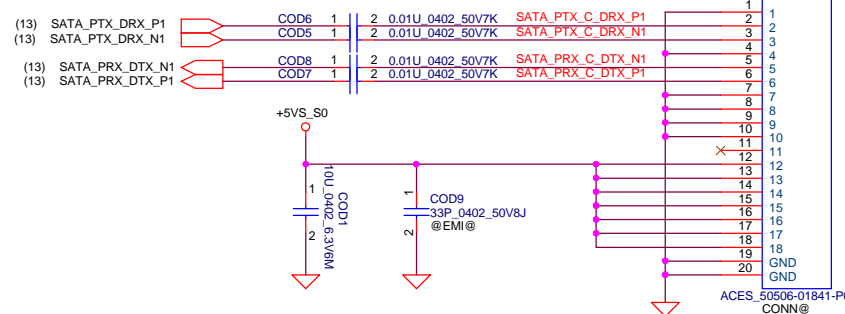 (13) SATA_PTX_DRX_P1 COD6 1 2 0.01U_0402_50V7K SATA_PTX_C_DRX_P1
(13) SATA_PTX_DRX_N1 COD5 1 2 0.01U_0402_50V7K SATA_PTX_C_DRX_N1
(13) SATA_PRX_DTX_N1 COD8 1 2 0.01U_0402_50V7K SATA_PRX_C_DTX_N1
(13) SATA_PRX_DTX_P1 COD7 1 2 0.01U_0402_50V7K SATA_PRX_C_DTX_P1
+5VS_S0
1
2
COD1
10U_0402_6.3V6M
1
2
COD9
33P_0402_50V8J
@EMI@
1 1
2 2
3 3
4 4
5 5
6 6
7 7
8 8
9 9
10 10
11 11
12 12
13 13
14 14
15 15
16 16
17 17
18 18
19 GND
20 GND
ACES_50506-01841-P
CONN@